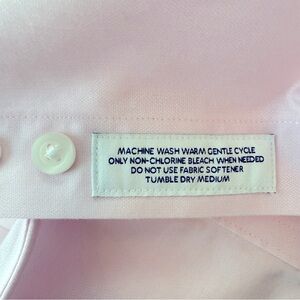 MACHINE WASH WARM GENTLE CYCLE
ONLY NON-CHLORINE BLEACH WHEN NEEDED
DO NOT USE FABRIC SOFTENER
TUMBLE DRY MEDIUM